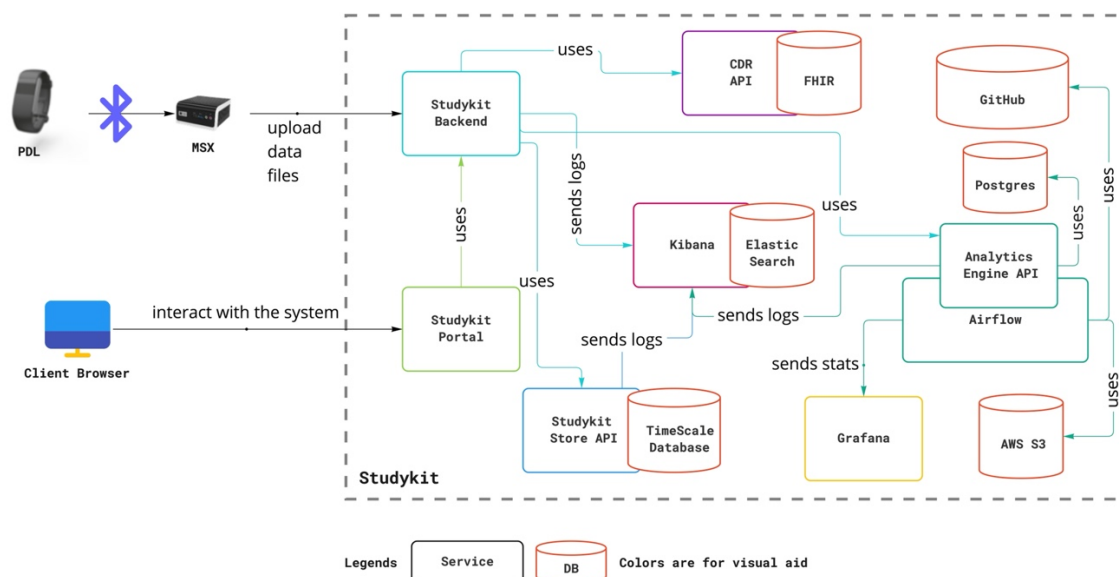 uses
CDR
API
FHIR
GitHub
PDL
MSX
upload
data
files
Studykit
Backend
sends logs
uses
Postgres
uses
uses
uses
Kibana
Elastic
Search
Analytics
Engine API
uses
interact with the system
Studykit
Portal
sends logs
Airflow
Client Browser
sends logs
sends stats
uses
Studykit
Store API
TimeScale
Database
Grafana
AWS S3
Studykit
Legends
Service
DB
Colors are for visual aid